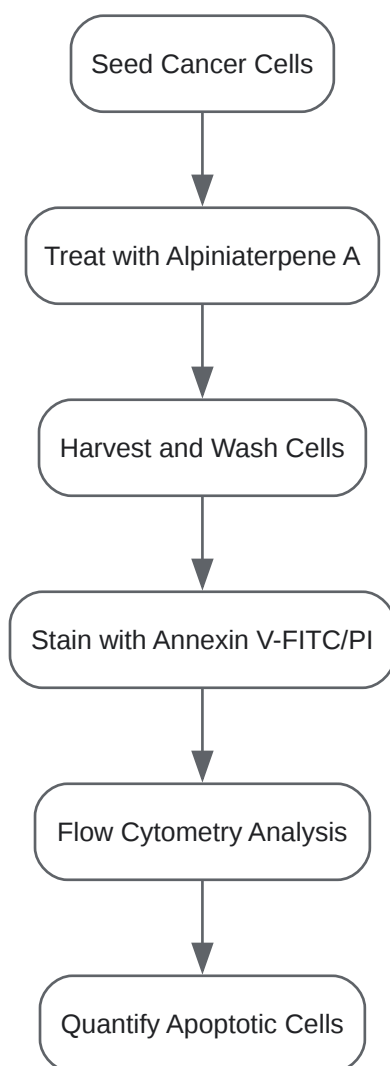 Seed Cancer Cells
Treat with Alpiniaterpene A
Harvest and Wash Cells
Stain with Annexin V-FITC/PI
Flow Cytometry Analysis
Quantify Apoptotic Cells